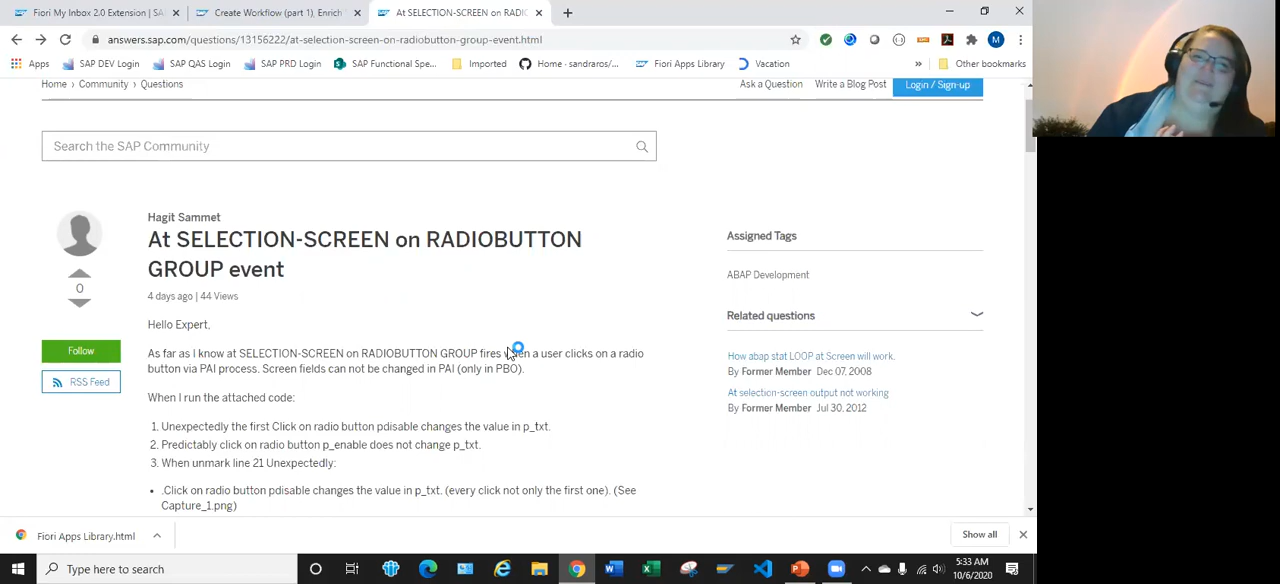 Fiori My Inbox 2.0 Extension | SA
Create Workflow (part 1), Enrich
At SELECTION-SCREEN on RADIO
answers.sap.com/questions/13156222/at-selection-screen-on-radiobutton-group-event.html
M
Apps
SAP DEV Login
SAP QAS Login
SAP PRD Login
SAP Functional Spe...
Imported
Home - sandraros/...
Fiori Apps Library
Vacation
»
Other bookmarks
Home / Community / Questions
Ask a Question
Write a Blog Post
Login / Sign-up
Search the SAP Community
Hagit Sammet
At SELECTION-SCREEN on RADIOBUTTON
GROUP event
0
4 days ago | 44 Views
Follow
RSS Feed
Hello Expert,
As far as I know at SELECTION-SCREEN on RADIOBUTTON GROUP fires a user clicks on a radio
button via PAI process. Screen fields can not be changed in PAI (only in PBO).
When I run the attached code:
1. Unexpectedly the first Click on radio button pdisable changes the value in p_txt.
2. Predictably click on radio button p_enable does not change p_txt.
3. When unmark line 21 Unexpectedly:
• .Click on radio button pdisable changes the value in p_txt. (every click not only the first one). (See
Capture_1.png)
Assigned Tags
ABAP Development
Related questions
How abap stat LOOP at Screen will work.
By Former Member Dec 07, 2008
At selection-screen output not working
By Former Member Jul 30, 2012
Fiori Apps Library.html
Show all
Type here to search
5:33 AM
10/6/2020